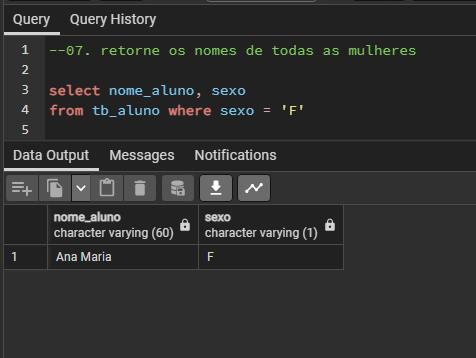 Query Query History
1 --07. retorne os nomes de todas as mulheres
2
3 select nome_aluno, sexo
4 from tb_aluno where sexo = 'F'
5
Data Output Messages Notifications
nome_aluno sexo
character varying (60) character varying (1)
1 Ana Maria F